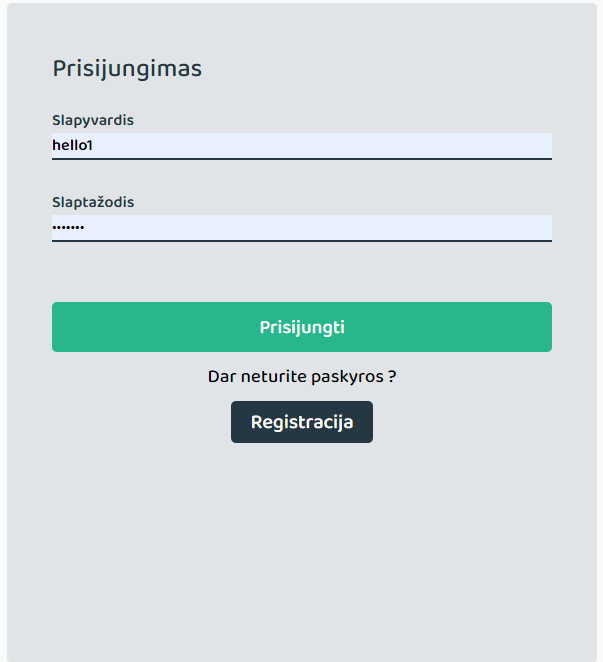 Prisijungimas
Slapyvardis
hello1
Slaptažodis
•••••••
Prisijungti
Dar neturite paskyros ?
Registracija